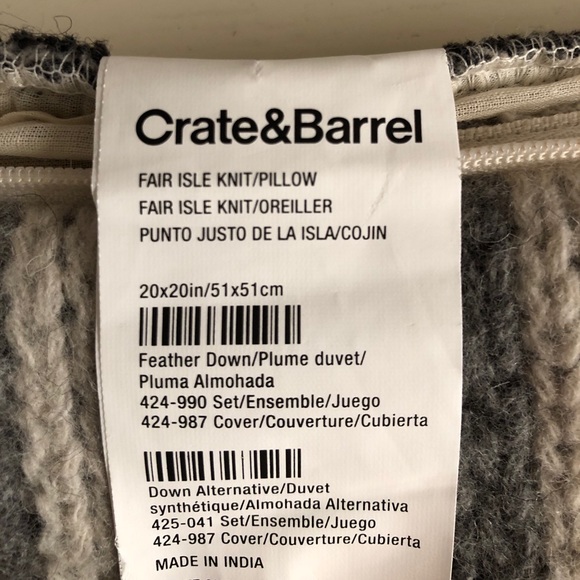 Crate&Barrel
FAIR ISLE KNIT/PILLOW
FAIR ISLE KNIT/OREILLER
PUNTO JUSTO DE LA ISLA/COJIN
20x20in/51x51cm
Feather Down/Plume duvet/
Pluma Almohada
424-990 Set/Ensemble/Juego
424-987 Cover/Couverture/Cubierta
Down Alternative/Duvet
synthétique/Almohada Alternativa
425-041 Set/Ensemble/Juego
424-987 Cover/Couverture/Cubierta
MADE IN INDIA